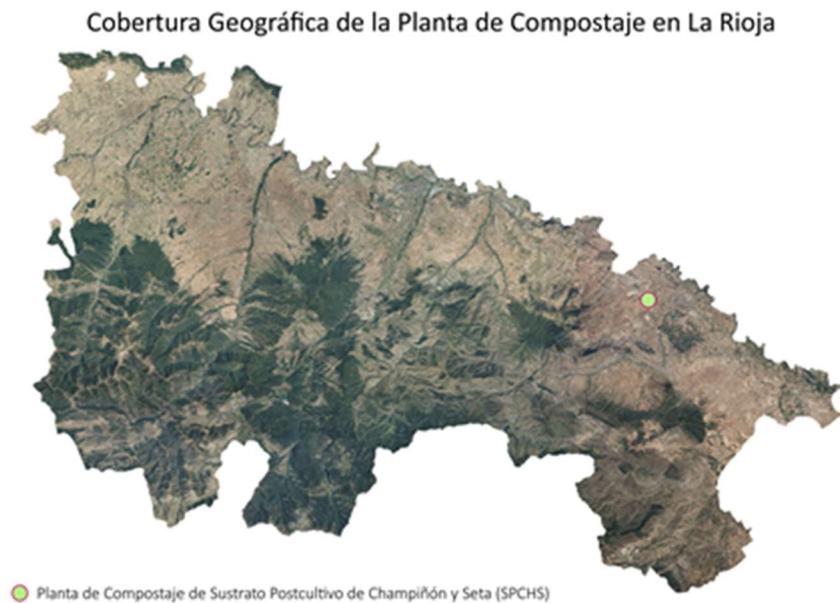 Cobertura Geográfica de la Planta de Compostaje en La Rioja
Planta de Compostaje de Sustrato Postcultivo de Champiñón y Seta (SPCHS)